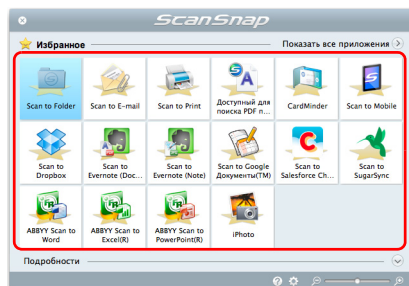 ScanSnap
Избранное
Показать все приложения
Scan to Folder
Scan to E-mail
Scan to Print
Доступный для
поиска PDF п...
CardMinder
Scan to Mobile
Scan to
Dropbox
Scan to
Evernote (Doc...
Scan to
Evernote (Note)
Scan to Google
Документы(TM)
Scan to
Salesforce Ch...
Scan to
SugarSync
ABBYY Scan to
Word
ABBYY Scan to
Excel(R)
ABBYY Scan to
PowerPoint(R)
iPhoto
Подробности